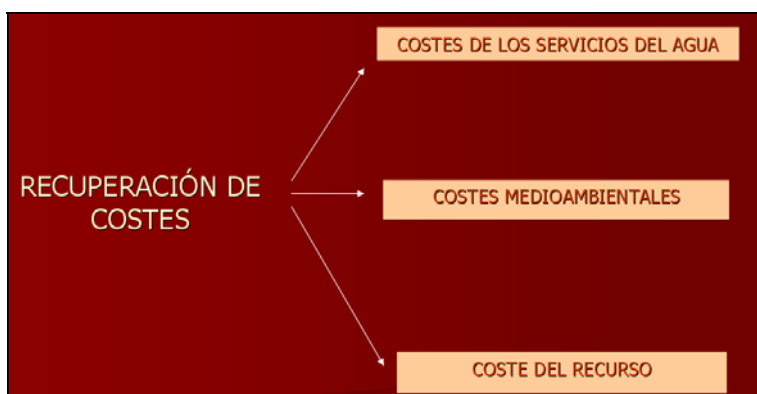 COSTES DE LOS SERVICIOS DEL AGUA
RECUPERACIÓN DE
COSTES
COSTES MEDIOAMBIENTALES
COSTE DEL RECURSO